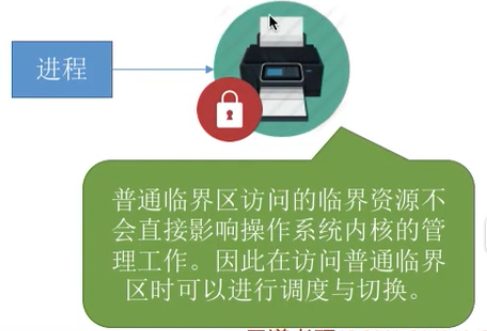 进程
普通临界区访问的临界资源不
会直接影响操作系统内核的管
理工作。因此在访问普通临界
区时可以进行调度与切换。